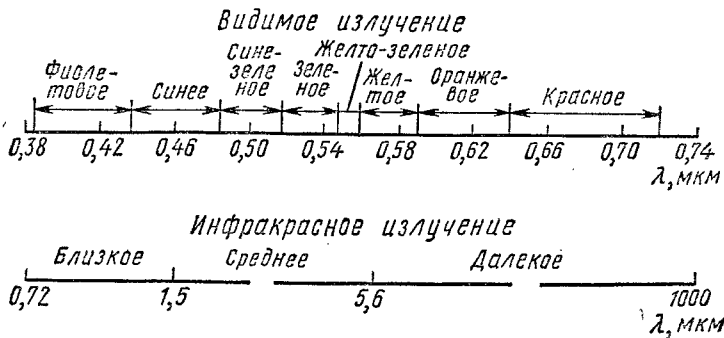 Видимое излучение
Фиоле-
товое
Синее
Сине-
зеле
ное
Зеле-
ное
Желто-зеленое
Жел-
тое
Оранже-
вое
Красное
0,38 0,42 0,46 0,50 0,54 0,58 0,62 0,66 0,70 0,74
λ, мкм
Инфракрасное излучение
Близкое Среднее Далекое
0,72 1,5 5,6 1000
λ, мкм